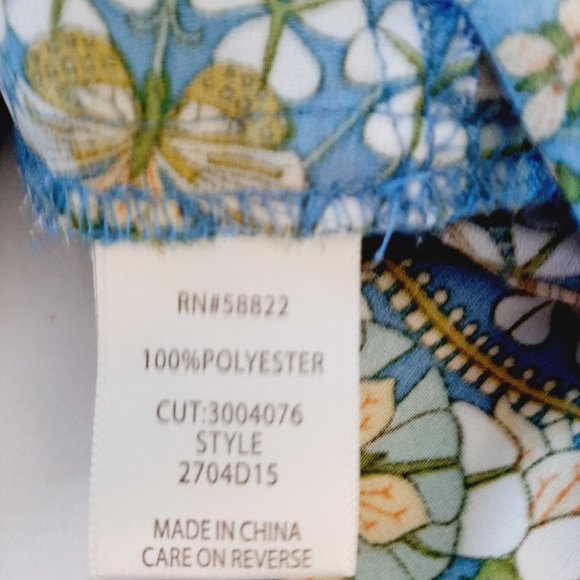 RN#58822
100%POLYESTER
CUT:3004076
STYLE
2704D15
MADE IN CHINA
CARE ON REVERSE